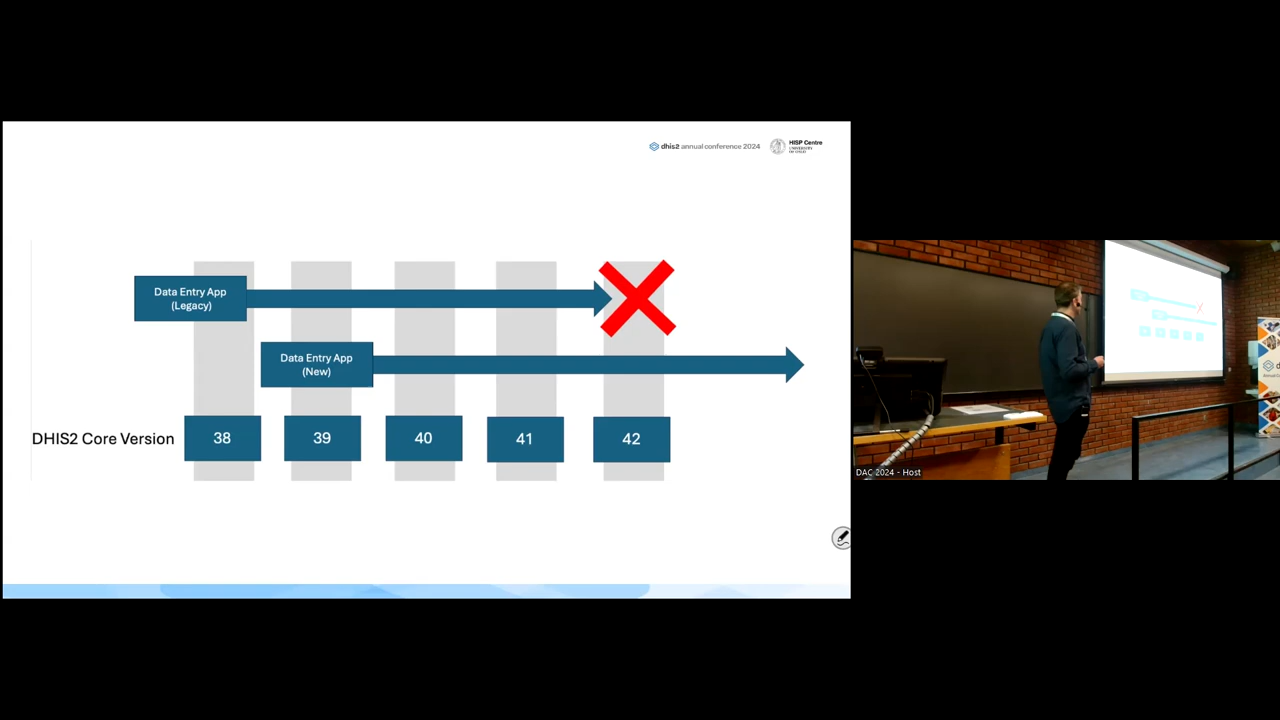 dhis2 annual conference 2024
HISP Centre
UNIVERSITY
OF OSLO
Data Entry App
(Legacy)
Data Entry App
(New)
DHIS2 Core Version
38
39
40
41
42
DAC 2024 - Host